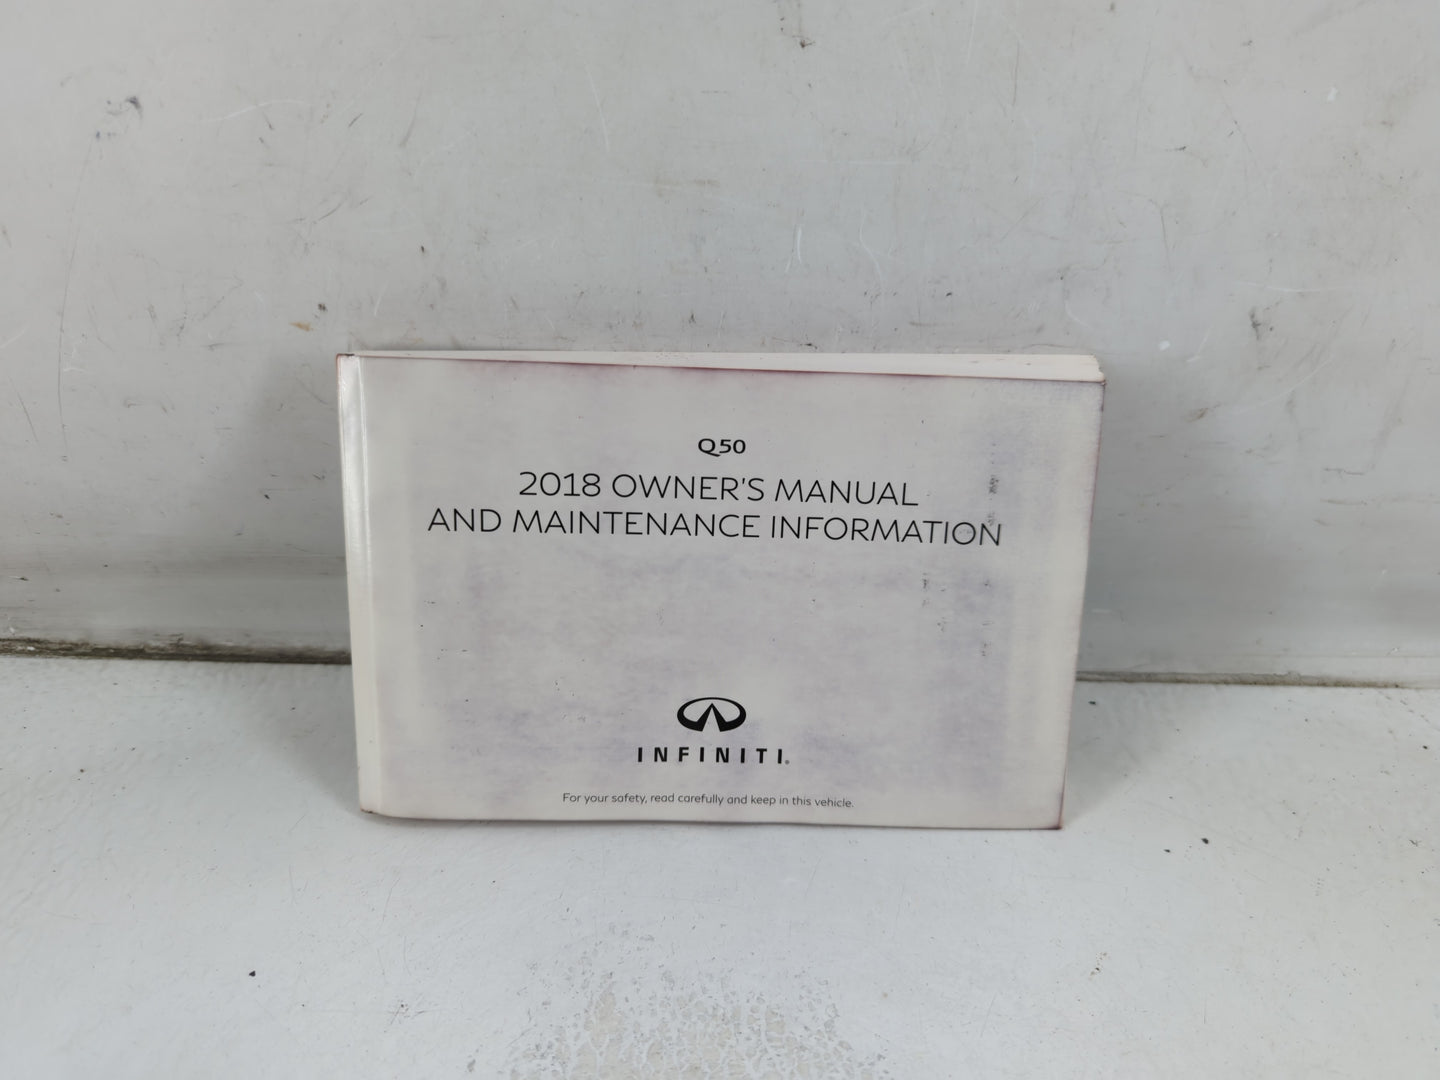 Q50
2018 OWNER'S MANUAL
AND MAINTENANCE INFORMATION
INFINITI®
For your safety, read carefully and keep in this vehicle.